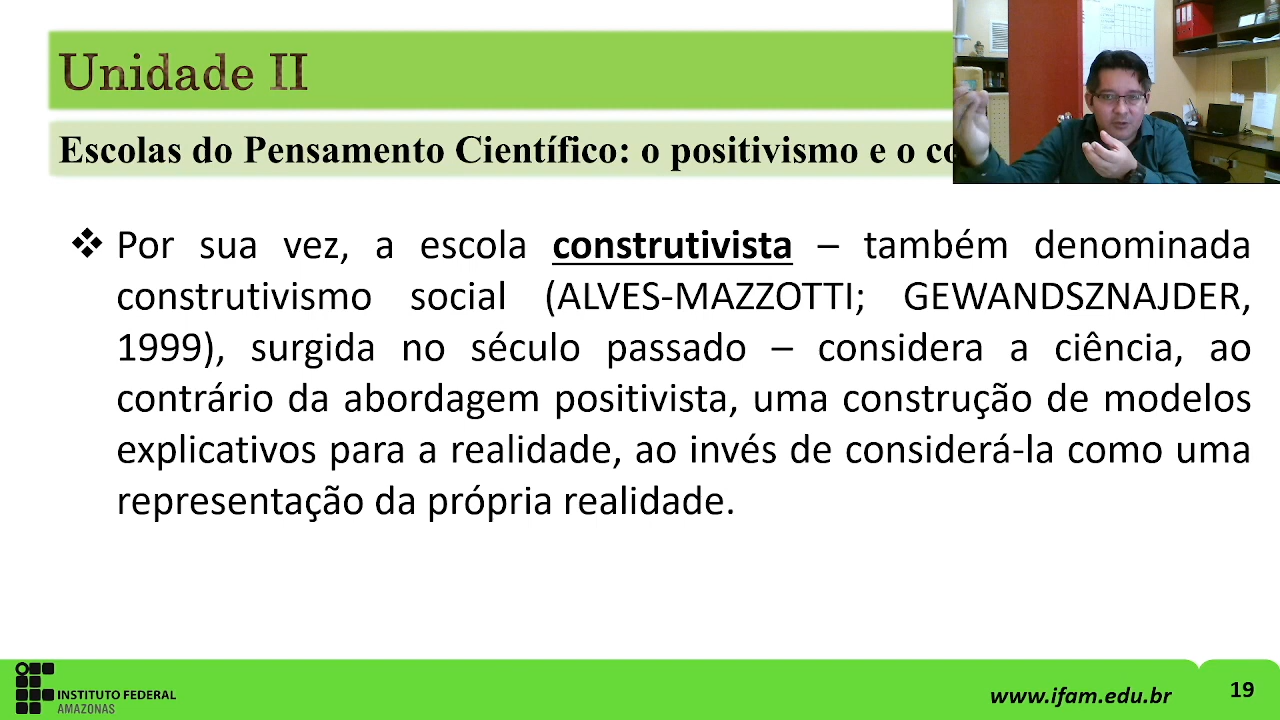 Unidade II
Escolas do Pensamento Científico: o positivismo e o co
Por sua vez, a escola construtivista – também denominada
construtivismo social (ALVES-MAZZOTTI; GEWANDSZNAJDER,
1999), surgida no século passado – considera a ciência, ao
contrário da abordagem positivista, uma construção de modelos
explicativos para a realidade, ao invés de considerá-la como uma
representação da própria realidade.
INSTITUTO FEDERAL
AMAZONAS
www.ifam.edu.br
19